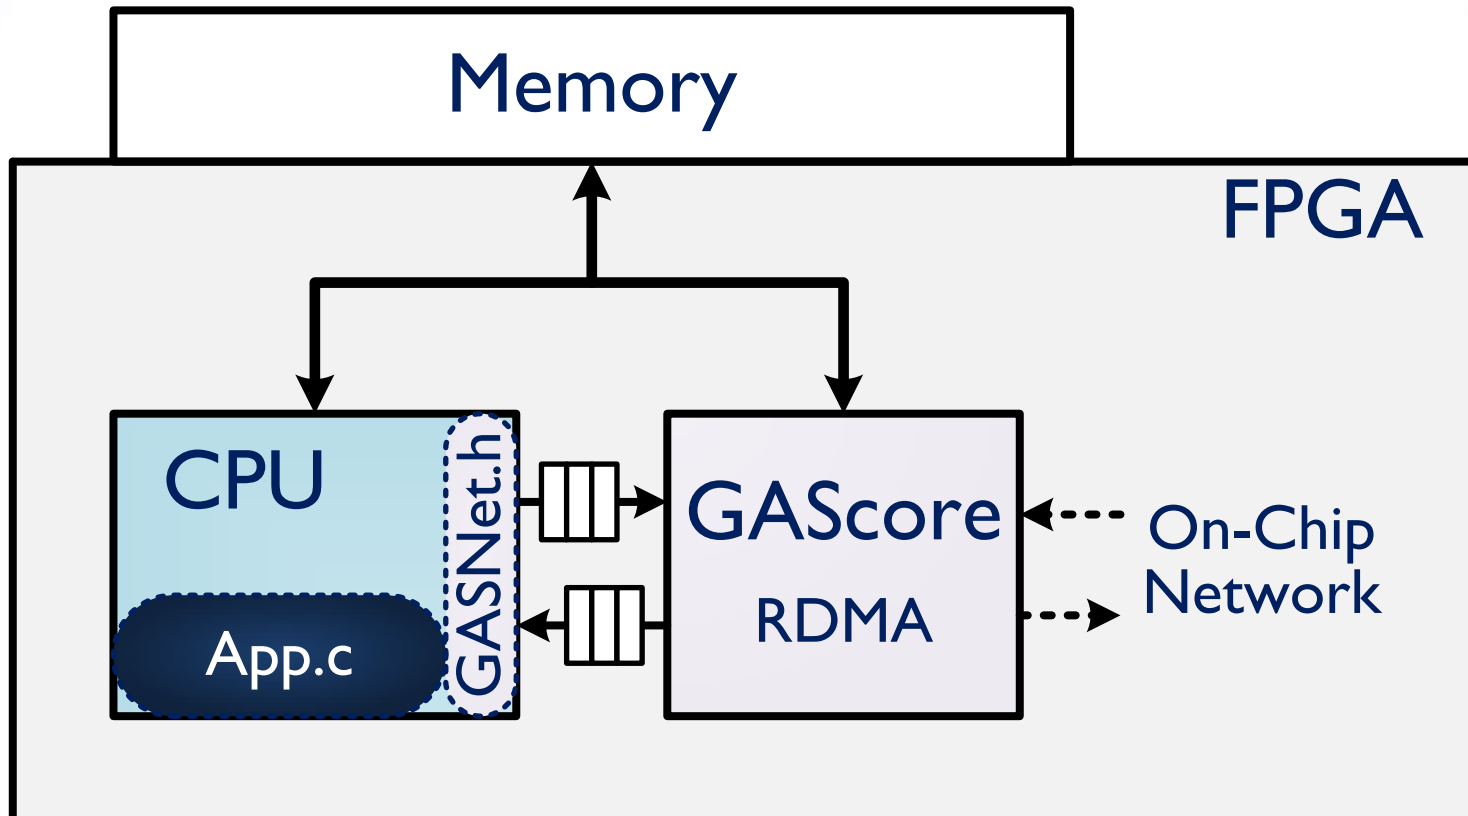 Memory
FPGA
CPU
GASNet.h
App.c
GAScore
RDMA
On-Chip
Network